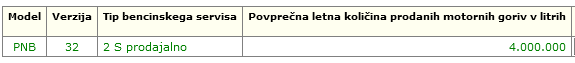 Model Verzija Tip bencinskega servisa Povprečna letna količina prodanih motornih goriv v litrih
PNB 32 2 S prodajalno 4.000.000